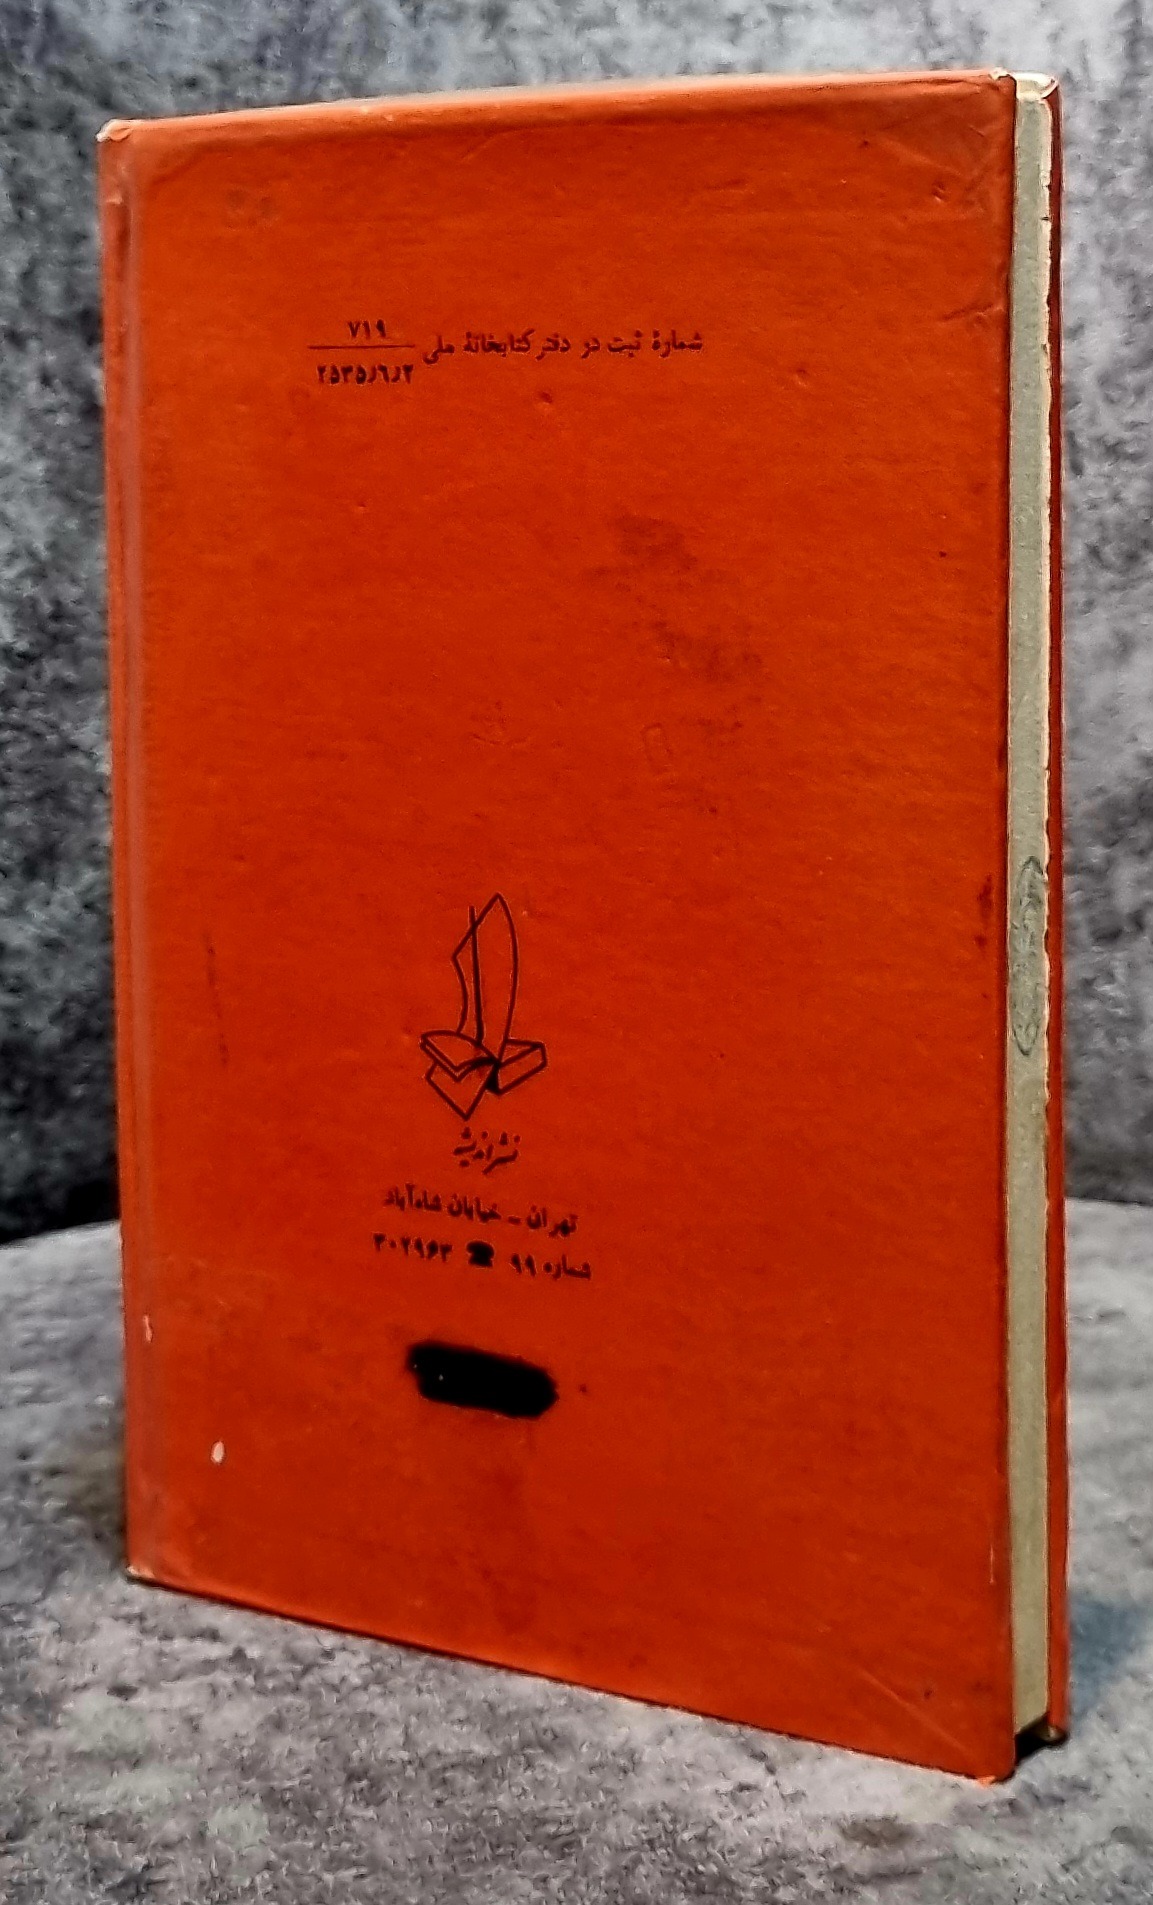 شمارهٔ ثبت در دفتر کتابخانهٔ ملی ۷۱۹
۲۵۳۵٫۶٫۲
نشر اندیشه
تهران - خیابان شاه‌آباد
شماره ۹۹ ☎ ۳۰۲۹۶۳